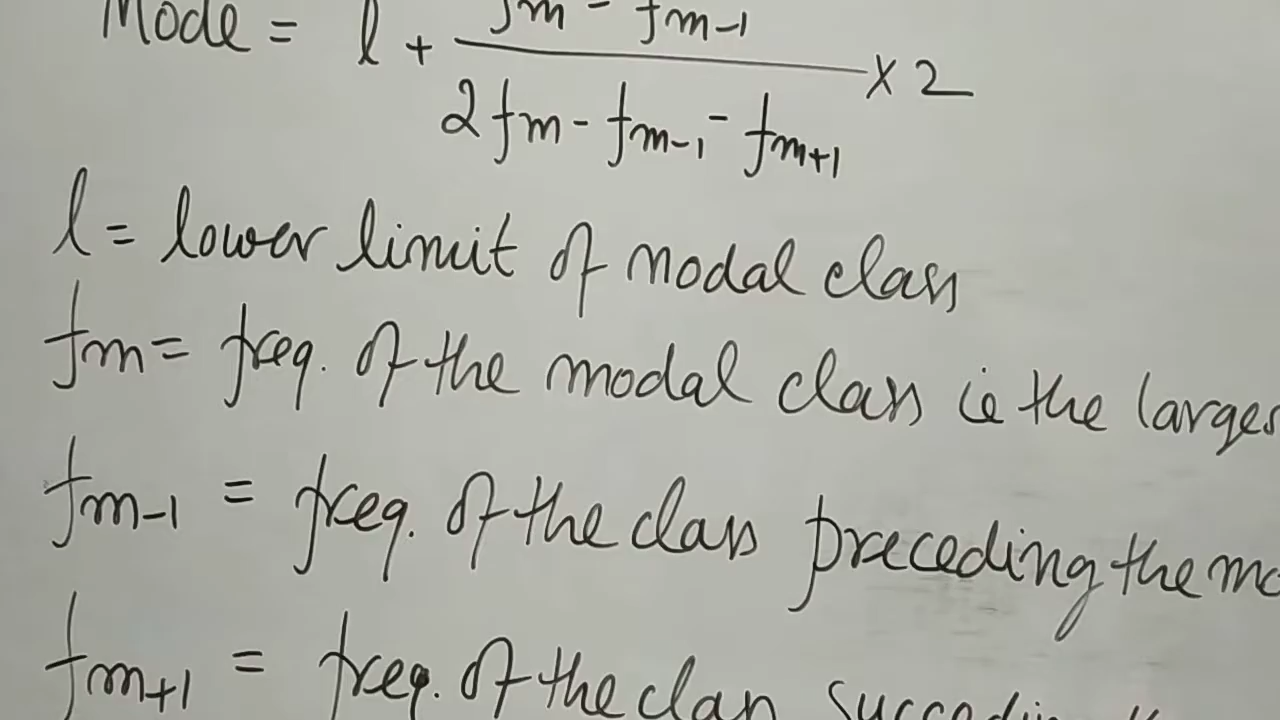 Mode = l + fm - fm-1
2fm - fm-1 - fm+1 × 2
l = lower limit of modal class
fm = freq. of the modal class ie the larges
fm-1 = freq. of the class preceding the mo
fm+1 = freq. of the class